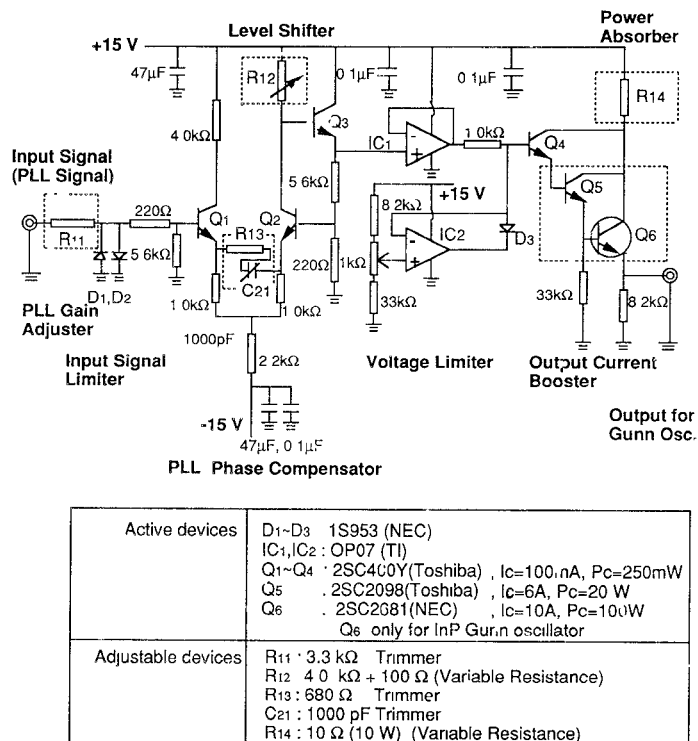 Power
Absorber
Level Shifter
+15 V
47µF
R12
0 1µF
0 1µF
R14
Q3
4 0kΩ
IC1
1 0kΩ
Q4
Input Signal
(PLL Signal)
5 6kΩ
+15 V
Q5
8 2kΩ
220Ω
Q1
Q2
R13
IC2
D3
Q6
R11
5 6kΩ
C21
220Ω
1kΩ
D1,D2
1 0kΩ
1 0kΩ
33kΩ
33kΩ
8 2kΩ
PLL Gain
Adjuster
1000pF
Input Signal
Limiter
2 2kΩ
Voltage Limiter
Output Current
Booster
-15 V
Output for
Gunn Osc.
47µF, 0 1µF
PLL Phase Compensator
Active devices
D1~D3 1S953 (NEC)
IC1,IC2 : OP07 (TI)
Q1~Q4 · 2SC400Y(Toshiba) , Ic=100mA, Pc=250mW
Q5 . 2SC2098(Toshiba) , Ic=6A, Pc=20 W
Q6 . 2SC2681(NEC) , Ic=10A, Pc=100W
Q6 only for InP Gunn oscillator
Adjustable devices
R11 · 3.3 kΩ Trimmer
R12 4 0 kΩ + 100 Ω (Variable Resistance)
R13 : 680 Ω Trimmer
C21 : 1000 pF Trimmer
R14 : 10 Ω (10 W) (Variable Resistance)